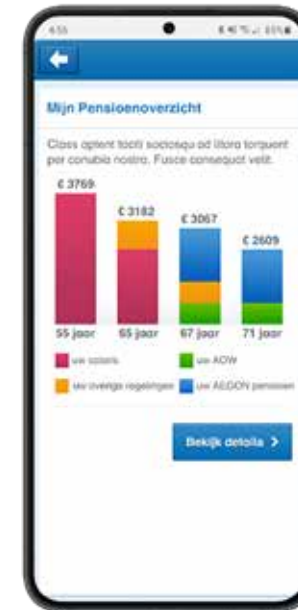 Mijn Pensioenoverzicht
Class aptent taciti sociosqu ad litora torquent
per conubia nostra. Fusce consequat velit.
€ 3769
€ 3182
€ 3067
€ 2609
55 jaar 65 jaar 67 jaar 71 jaar
uw salaris uw AOW
uw overige regelingen uw AEGON pensioen
Bekijk details >